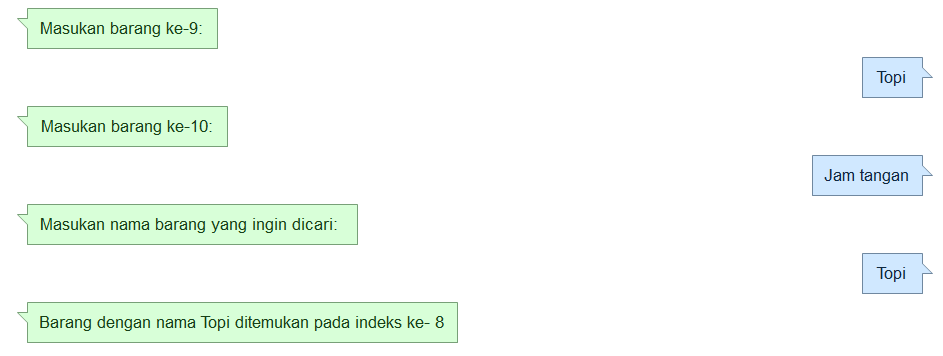 Masukan barang ke-9:
Topi
Masukan barang ke-10:
Jam tangan
Masukan nama barang yang ingin dicari:
Topi
Barang dengan nama Topi ditemukan pada indeks ke- 8